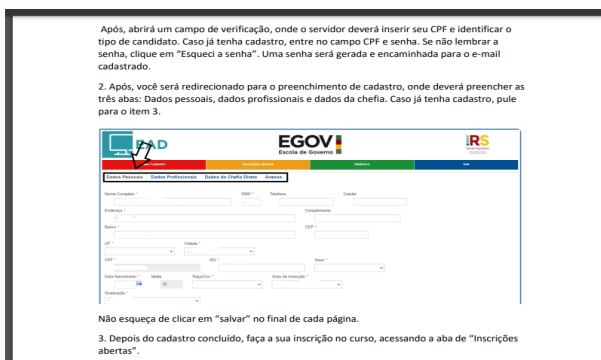 Após, abrirá um campo de verificação, onde o servidor deverá inserir seu CPF e identificar o
tipo de candidato. Caso já tenha cadastro, entre no campo CPF e senha. Se não lembrar a
senha, clique em "Esqueci a senha". Uma senha será gerada e encaminhada para o e-mail
cadastrado.
2. Após, você será redirecionado para o preenchimento de cadastro, onde deverá preencher as
três abas: Dados pessoais, dados profissionais e dados da chefia. Caso já tenha cadastro, pule
para o item 3.
EAD EGOV RS
Escola de Governo
Cadastro Inscrições Abertas Histórico Sair
Dados Pessoais Dados Profissionais Dados da Chefia Direta Anexos
Nome Completo * DDD * Telefone Celular
Endereço * Complemento
Bairro * CEP *
UF * Cidade *
CPF * RG * Sexo *
Data Nascimento * Idade Raça/Cor * Grau de Instrução *
Graduação *
Não esqueça de clicar em "salvar" no final de cada página.
3. Depois do cadastro concluído, faça a sua inscrição no curso, acessando a aba de "Inscrições
abertas".